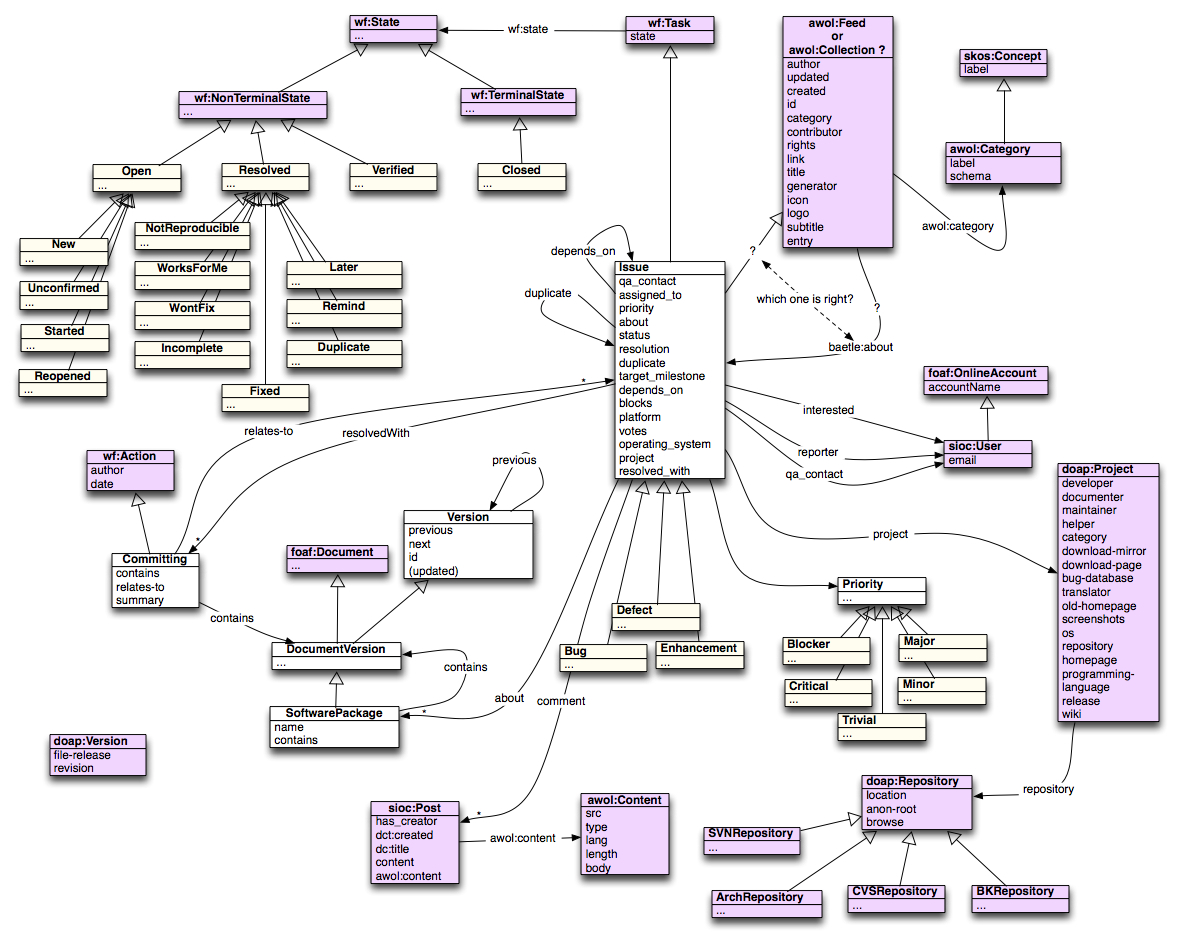 wf:State
...
wf:state
wf:Task
state
awol:Feed
or
awol:Collection ?
author
updated
created
id
category
contributor
rights
link
title
generator
icon
logo
subtitle
entry
skos:Concept
label
wf:NonTerminalState
...
wf:TerminalState
...
awol:Category
label
schema
awol:category
Open
...
Resolved
...
Verified
...
Closed
...
New
...
Unconfirmed
...
Started
...
Reopened
...
NotReproducible
...
WorksForMe
...
WontFix
...
Incomplete
...
Fixed
...
Later
...
Remind
...
Duplicate
...
depends_on
duplicate
Issue
qa_contact
assigned_to
priority
about
status
resolution
duplicate
target_milestone
depends_on
blocks
platform
votes
operating_system
project
resolved_with
?
which one is right?
?
baetle:about
foaf:OnlineAccount
accountName
interested
reporter
qa_contact
sioc:User
email
*
relates-to
resolvedWith
*
wf:Action
author
date
previous
Version
previous
next
id
(updated)
foaf:Document
...
Committing
contains
relates-to
summary
contains
DocumentVersion
...
contains
SoftwarePackage
name
contains
about
*
comment
*
Defect
...
Bug
...
Enhancement
...
project
Priority
...
Blocker
...
Critical
...
Trivial
...
Major
...
Minor
...
doap:Project
developer
documenter
maintainer
helper
category
download-mirror
download-page
bug-database
translator
old-homepage
screenshots
os
repository
homepage
programming-
language
release
wiki
doap:Version
file-release
revision
sioc:Post
has_creator
dct:created
dc:title
content
awol:content
awol:content
awol:Content
src
type
lang
length
body
repository
doap:Repository
location
anon-root
browse
SVNRepository
...
ArchRepository
...
CVSRepository
...
BKRepository
...